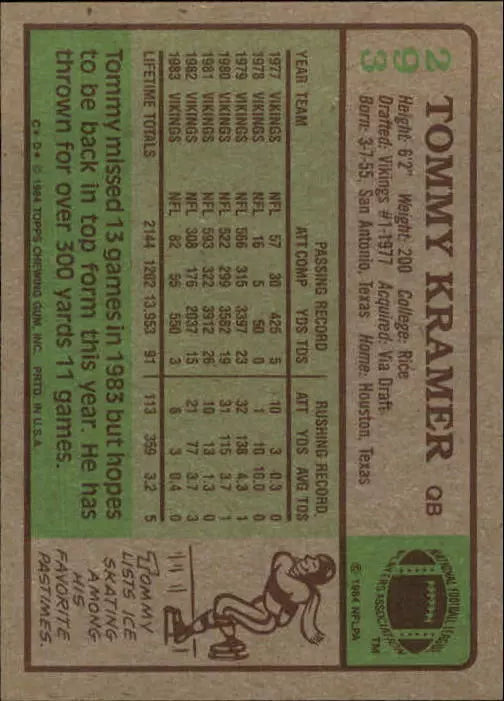 293
TOMMY KRAMER QB
Height: 6'2" Weight: 200 College: Rice
Drafted: Vikings #1-1977 Acquired: Via Draft
Born: 3-7-55, San Antonio, Texas Home: Houston, Texas
NATIONAL FOOTBALL LEAGUE
PLAYERS ASSOCIATION
TM
© 1984 NFLPA
PASSING RECORD RUSHING RECORD
YEAR TEAM ATT COMP YDS TDS ATT YDS AVG TDS
1977 VIKINGS NFL 57 30 425 5 10 3 0.3 0
1978 VIKINGS NFL 16 5 50 0 1 10 10.0 0
1979 VIKINGS NFL 566 315 3397 23 32 138 4.3 1
1980 VIKINGS NFL 522 299 3582 19 31 115 3.7 1
1981 VIKINGS NFL 593 322 3912 26 10 13 1.3 0
1982 VIKINGS NFL 308 176 2037 15 21 77 3.7 3
1983 VIKINGS NFL 82 55 550 3 8 3 0.4 0
LIFETIME TOTALS 2144 1202 13,953 91 113 359 3.2 5
TOMMY
LISTS ICE
SKATING
AMONG
HIS
FAVORITE
PASTIMES.
Tommy missed 13 games in 1983 but hopes
to be back in top form this year. He has
thrown for over 300 yards 11 games.
C* D* © 1984 TOPPS CHEWING GUM, INC. PRTD. IN U.S.A.